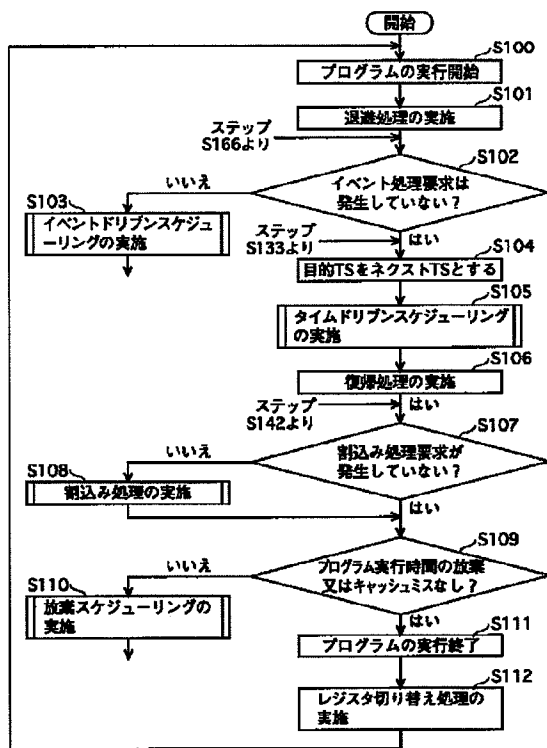 開始
S100
プログラムの実行開始
S101
退避処理の実施
ステップ
S166より
S102
イベント処理要求は
発生していない?
いいえ
S103
イベントドリブンスケジュ
ーリングの実施
ステップ
S133より
はい
S104
目的TSをネクストTSとする
S105
タイムドリブンスケジューリング
の実施
S106
復帰処理の実施
ステップ
S142より
はい
S107
割込み処理要求が
発生していない?
いいえ
S108
割込み処理の実施
はい
S109
プログラム実行時間の放棄
又はキャッシュミスなし?
いいえ
S110
放棄スケジューリングの
実施
はい
S111
プログラムの実行終了
S112
レジスタ切り替え処理の
実施